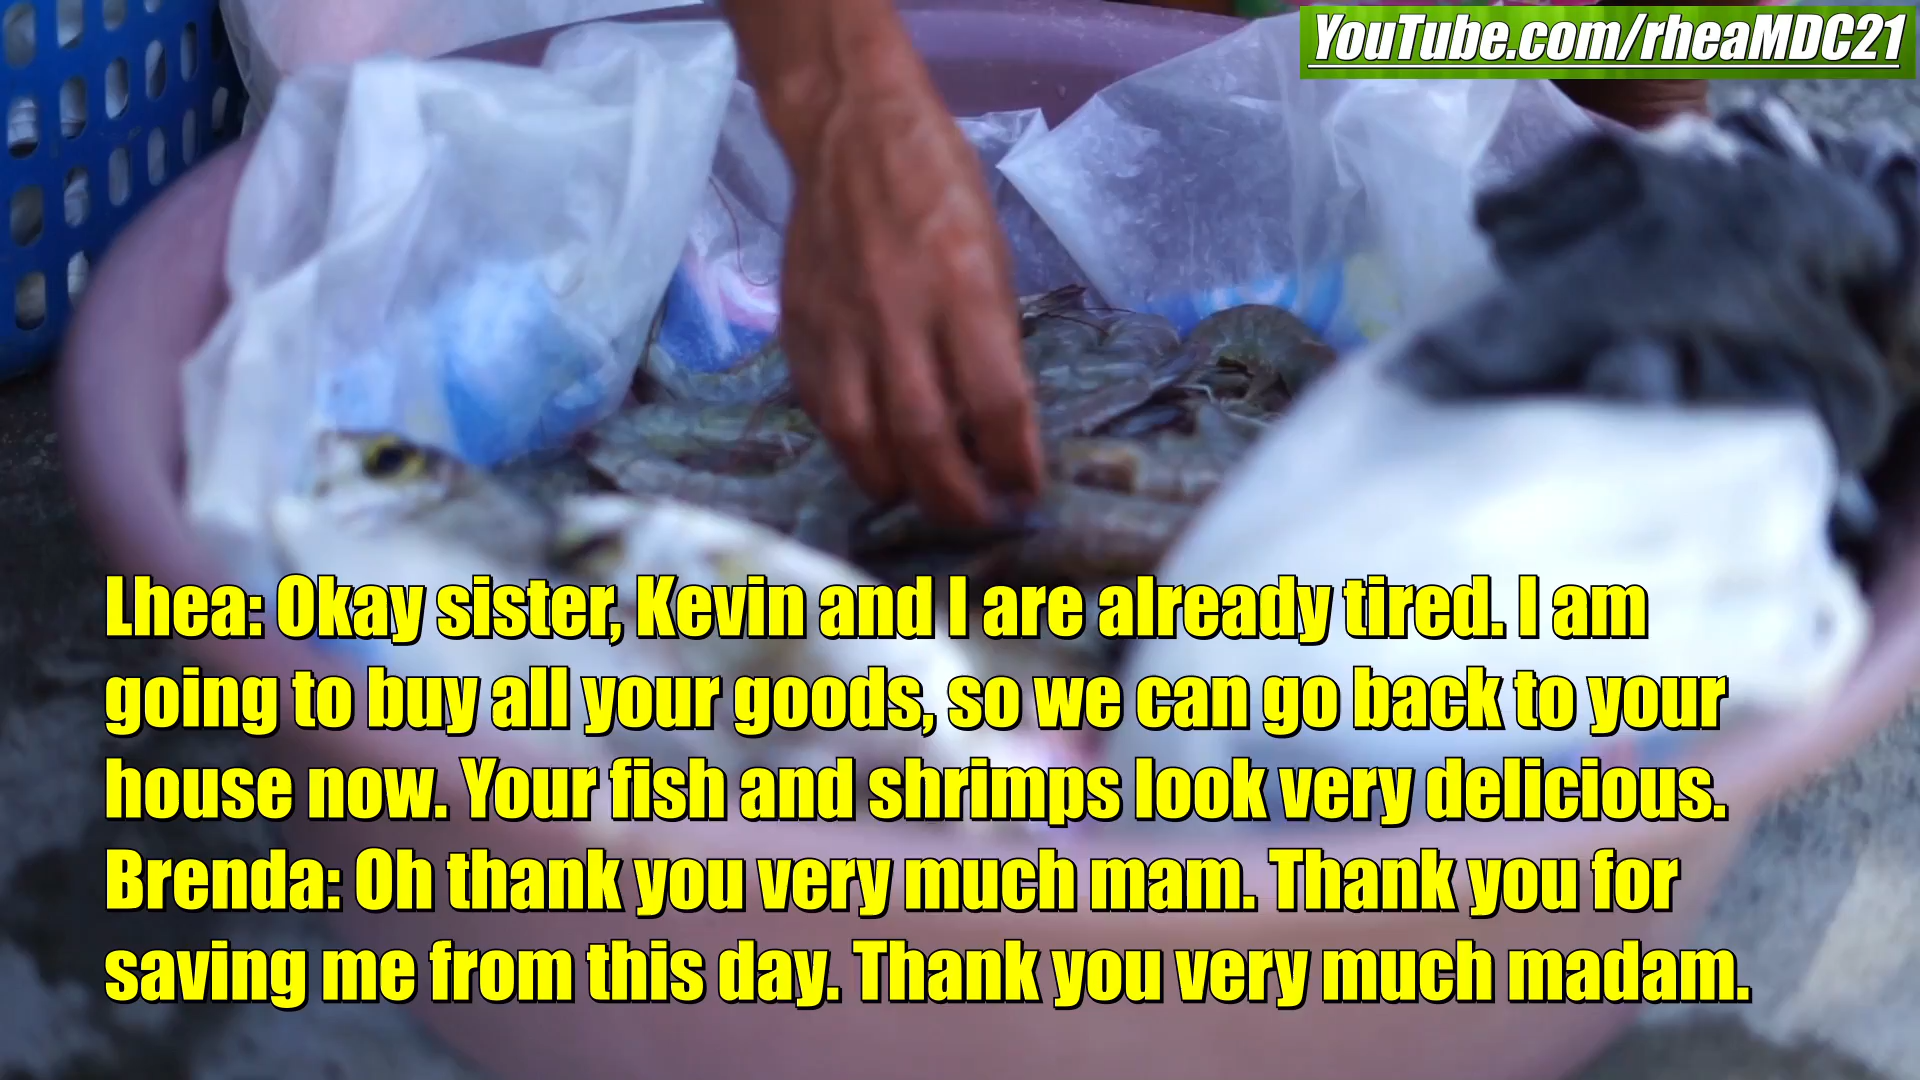 YouTube.com/rheaMDC21
Lhea: Okay sister, Kevin and I are already tired. I am
going to buy all your goods, so we can go back to your
house now. Your fish and shrimps look very delicious.
Brenda: Oh thank you very much mam. Thank you for
saving me from this day. Thank you very much madam.